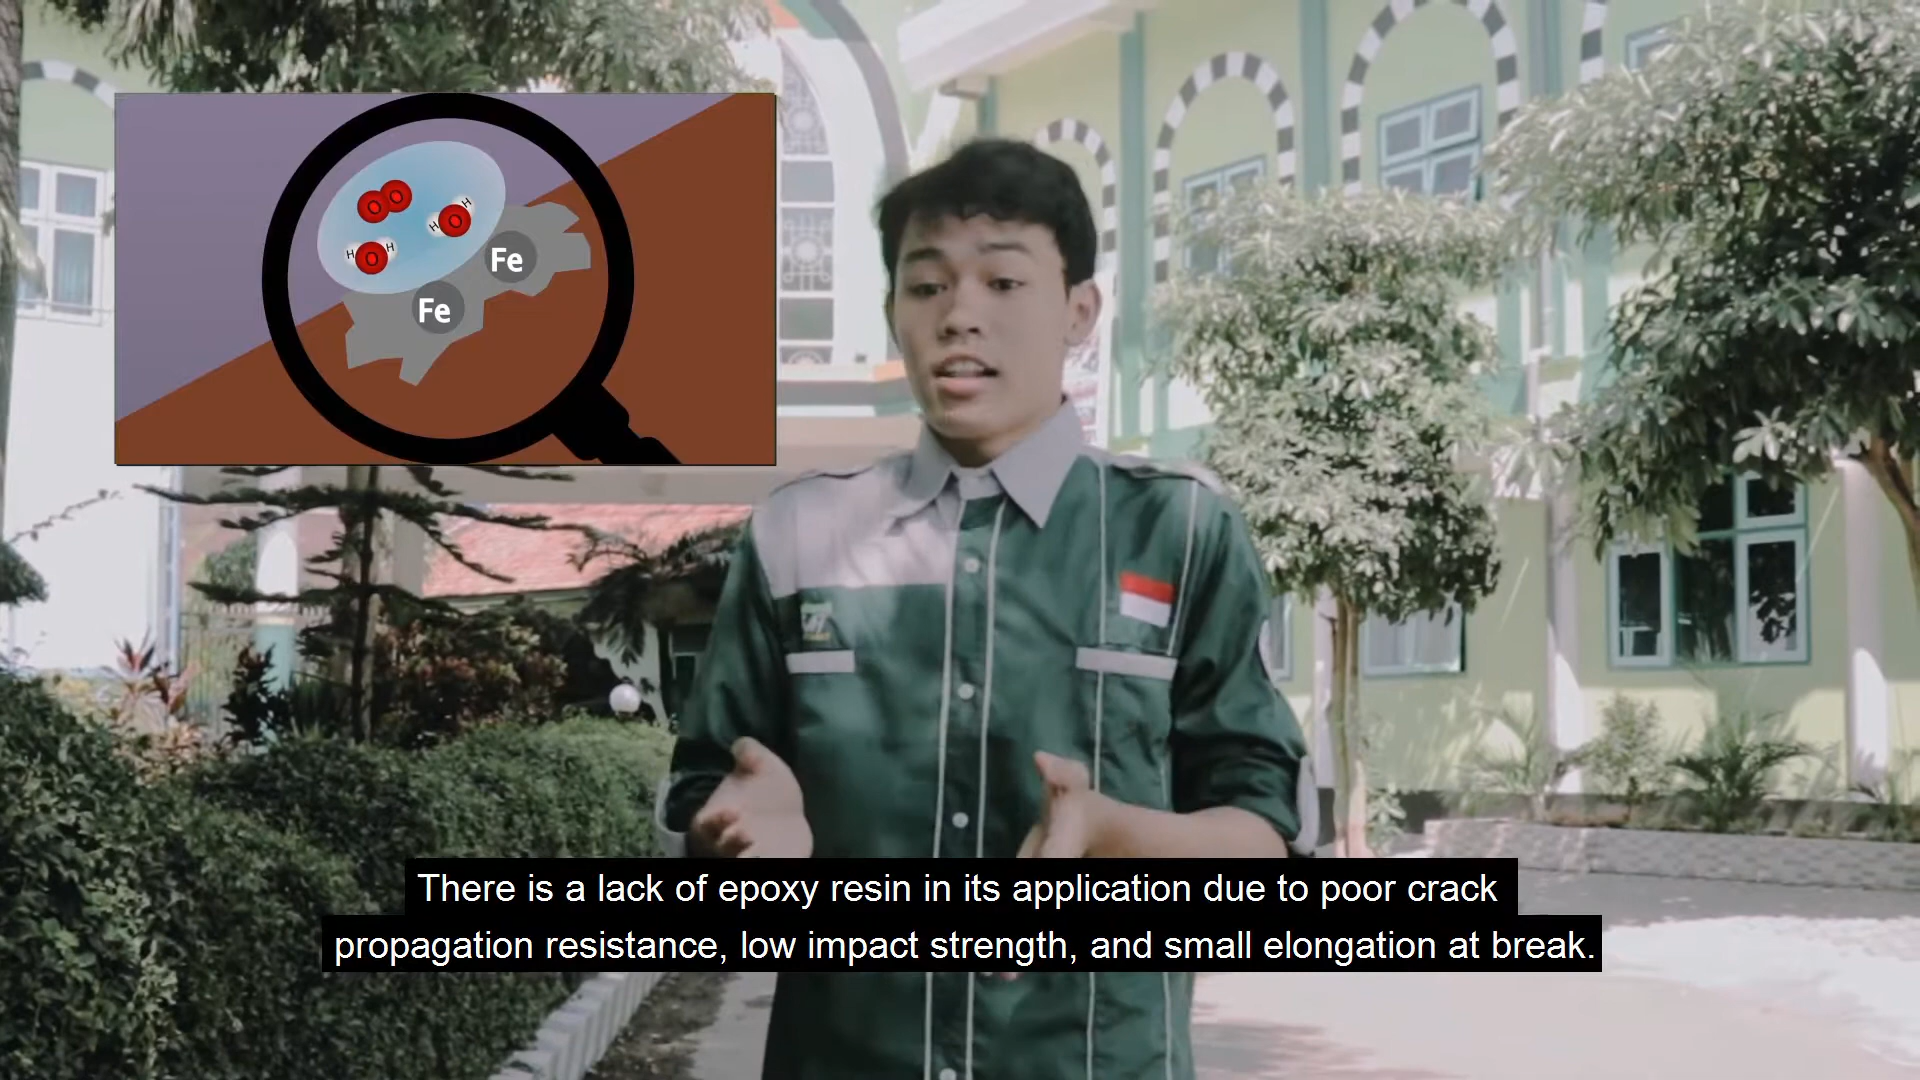 O
O
H
O
H
H
O
H
Fe
Fe
There is a lack of epoxy resin in its application due to poor crack
propagation resistance, low impact strength, and small elongation at break.